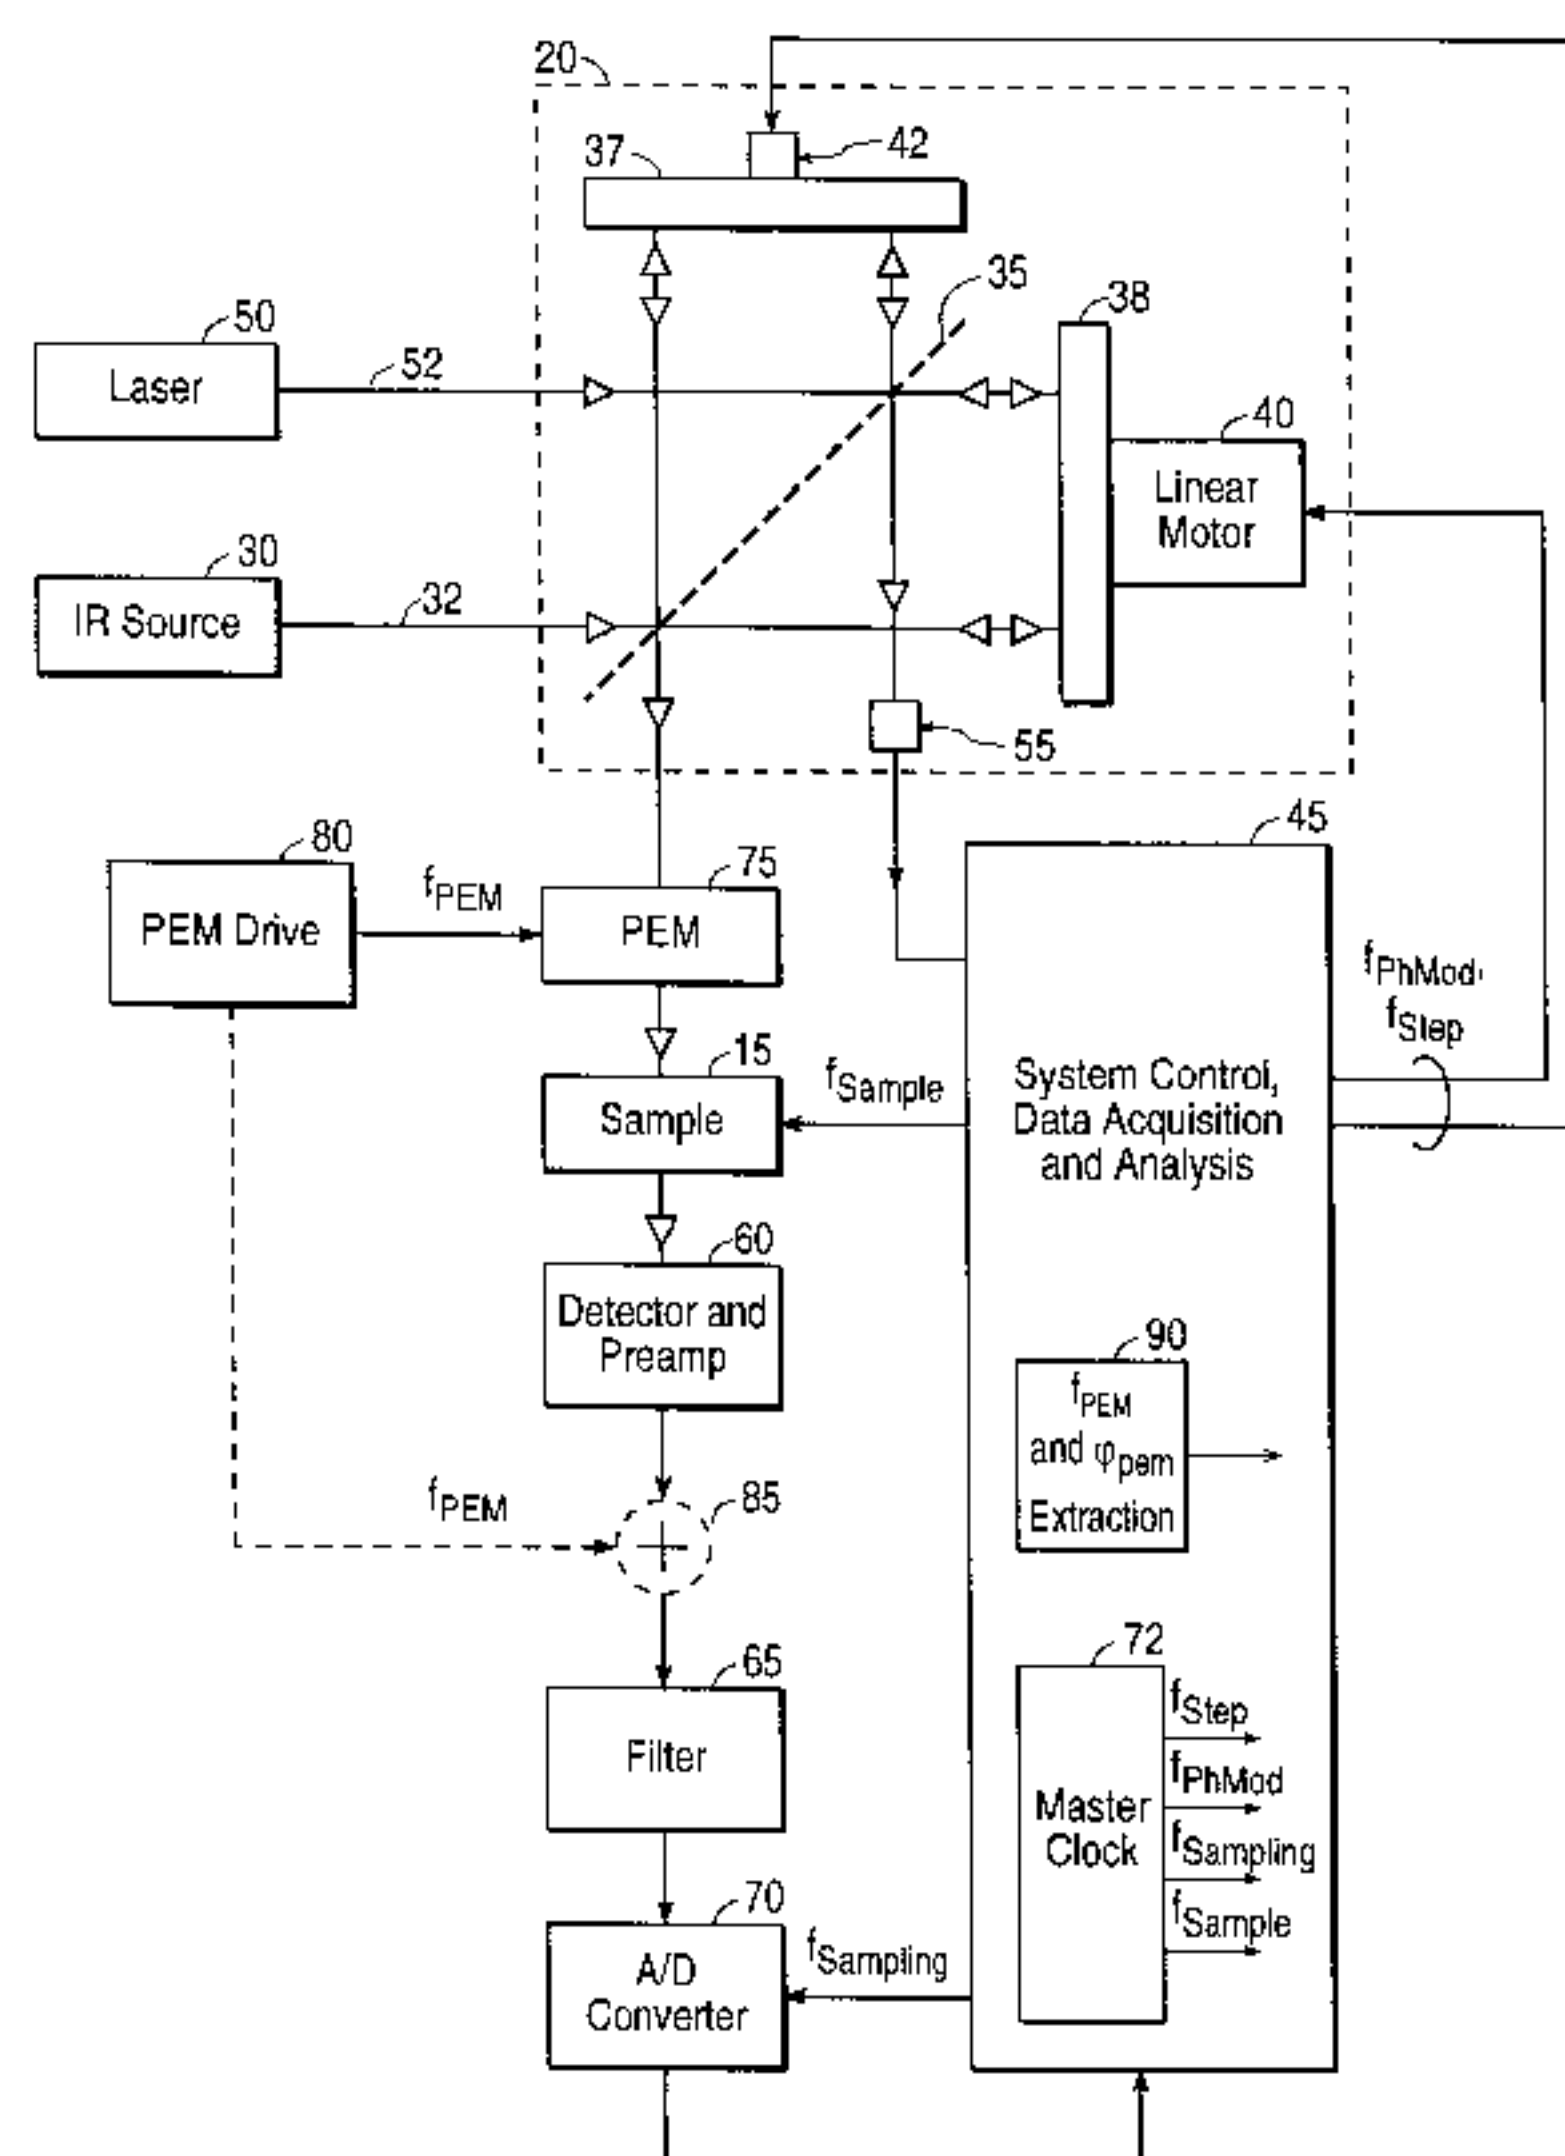 20
37
42
35
38
50
Laser
52
40
Linear
Motor
30
IR Source
32
55
80
PEM Drive
fPEM
75
PEM
45
fPhMod,
fStep
15
Sample
fSample
System Control,
Data Acquisition
and Analysis
60
Detector and
Preamp
90
fPEM
and φpem
Extraction
fPEM
85
+
65
Filter
72
Master
Clock
fStep
fPhMod
fSampling
fSample
70
A/D
Converter
fSampling